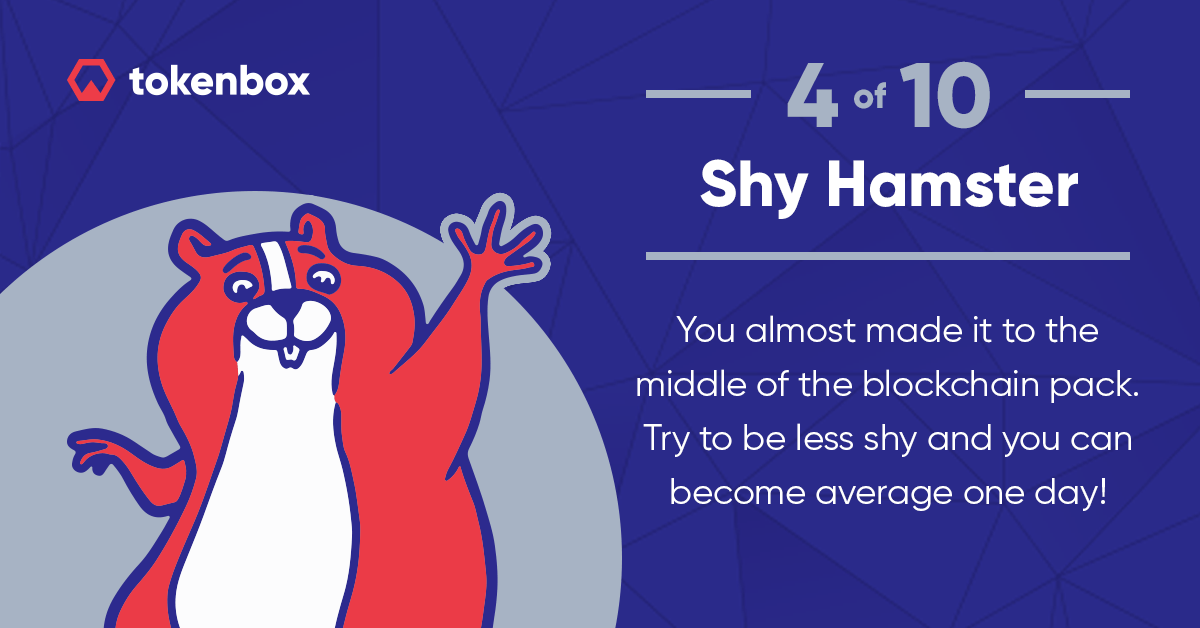 tokenbox
4 of 10
Shy Hamster
You almost made it to the
middle of the blockchain pack.
Try to be less shy and you can
become average one day!